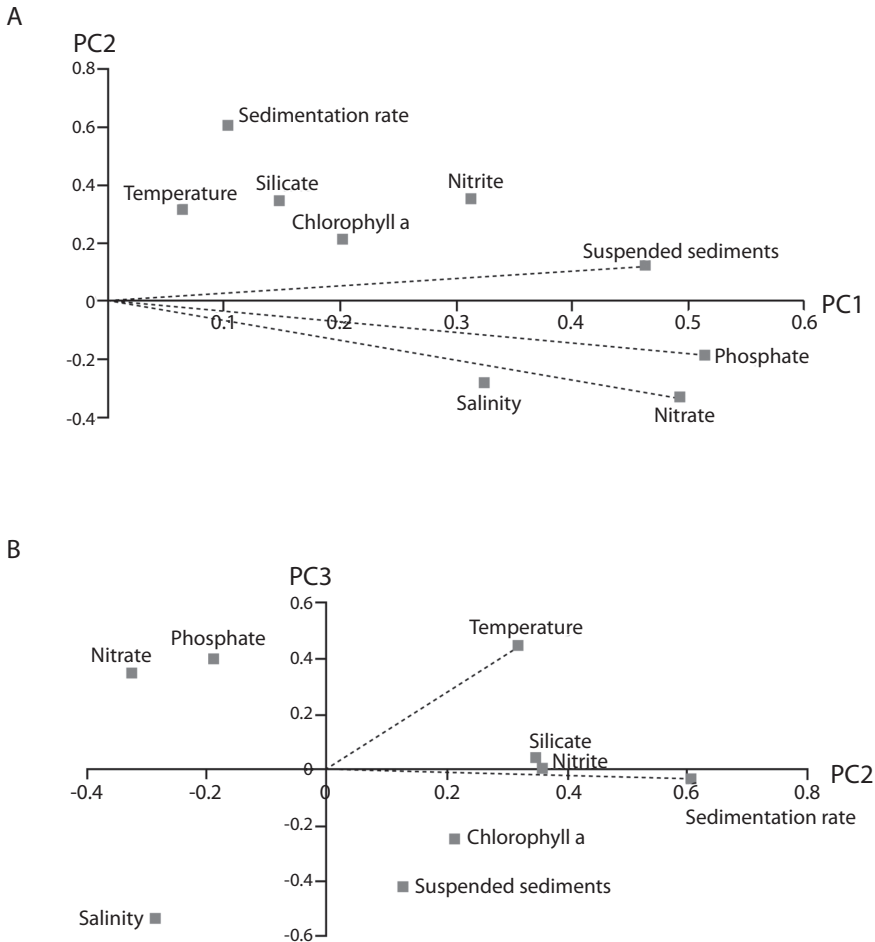 A
PC2
0.8
Sedimentation rate
0.6
Temperature
Silicate
Nitrite
0.4
Chlorophyll a
0.2
Suspended sediments
0
0.1
0.2
0.3
0.4
0.5
0.6
PC1
Phosphate
-0.2
Salinity
Nitrate
-0.4
B
PC3
0.6
Temperature
Phosphate
Nitrate
0.4
0.2
Silicate
Nitrite
0
PC2
-0.4
-0.2
0
0.2
0.4
0.6
0.8
Sedimentation rate
-0.2
Chlorophyll a
-0.4
Suspended sediments
Salinity
-0.6